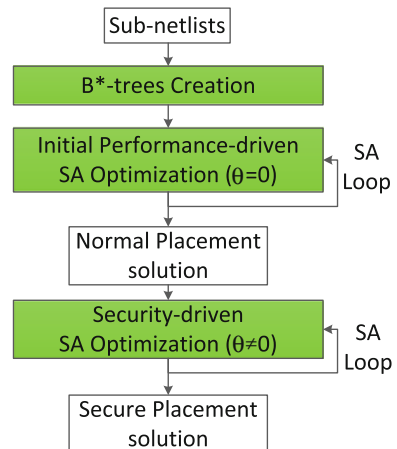 Sub-netlists
B*-trees Creation
Initial Performance-driven
SA Optimization (θ=0)
SA
Loop
Normal Placement
solution
Security-driven
SA Optimization (θ≠0)
SA
Loop
Secure Placement
solution